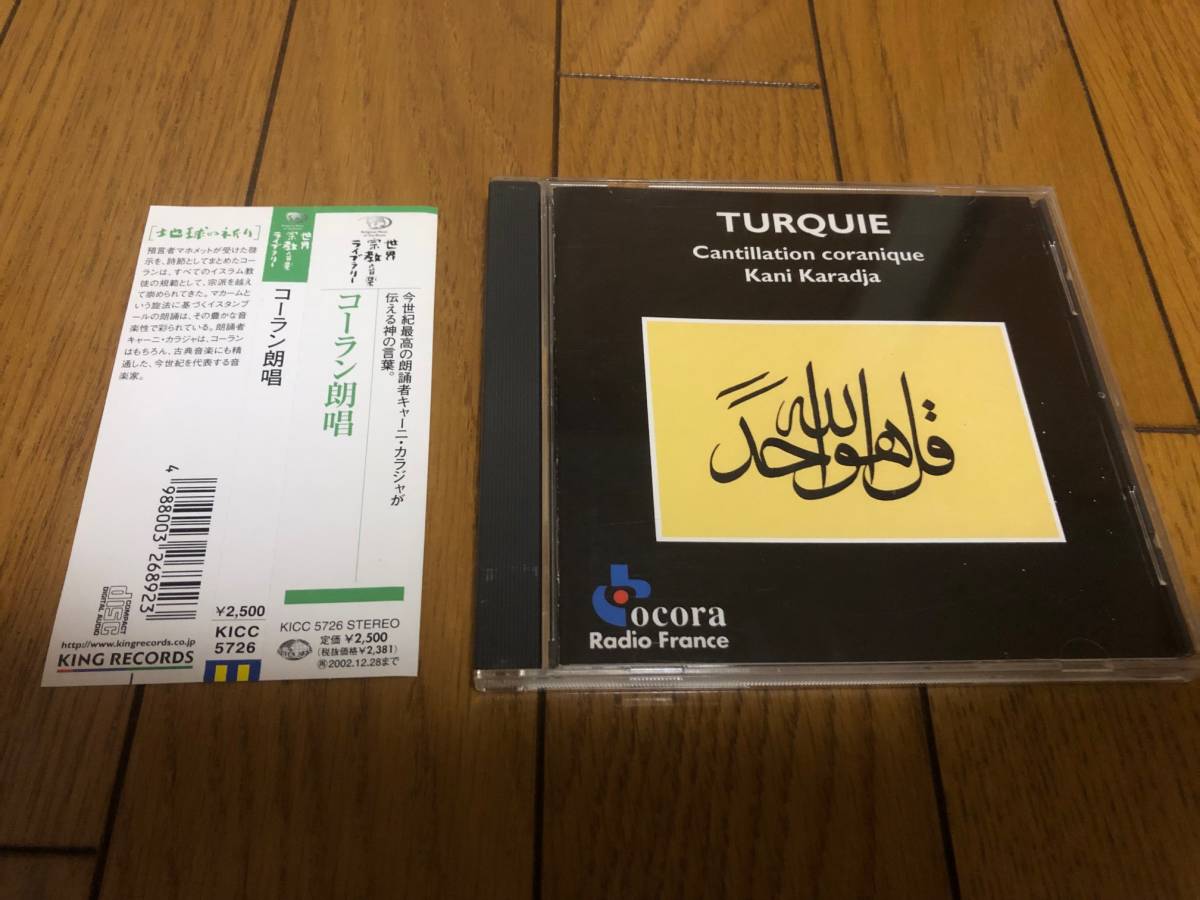 [地球の祈り]
預言者マホメットが受けた啓
示を、詩節としてまとめたコー
ランは、すべてのイスラム教
徒の規範として、宗派を越え
て崇められてきた。マカームと
いう旋法に基づくイスタンブ
ールの朗誦は、その豊かな音
楽性で彩られている。朗誦者
キャーニ・カラジャは、コーラン
はもちろん、古典音楽にも精
通した、今世紀を代表する音
楽家。
4 988003 268923
COMPACT
disc
DIGITAL AUDIO
http://www.kingrecords.co.jp
KING RECORDS
世界
宗教音楽
ライブラリー
コーラン朗唱
¥2,500
KICC
5726
世界
宗教音楽
ライブラリー
コーラン朗唱
今世紀最高の朗誦者キャーニ・カラジャが
伝える神の言葉。
KICC 5726 STEREO
定価 ¥2,500
(税抜価格¥2,381)
2002.12.28まで
TURQUIE
Cantillation coranique
Kani Karadja
قل هو الله احد
ocora
Radio France